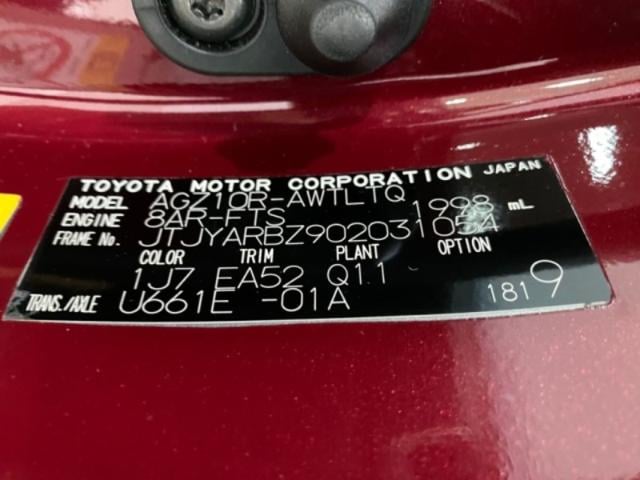 TOYOTA MOTOR CORPORATION JAPAN
MODEL AGZ10R-AWTLTQ
ENGINE 8AR-FTS 1998 mL
FRAME No. JTJYARBZ902031054
COLOR TRIM PLANT OPTION
1J7 EA52 Q11
TRANS./AXLE U661E -01A 1819